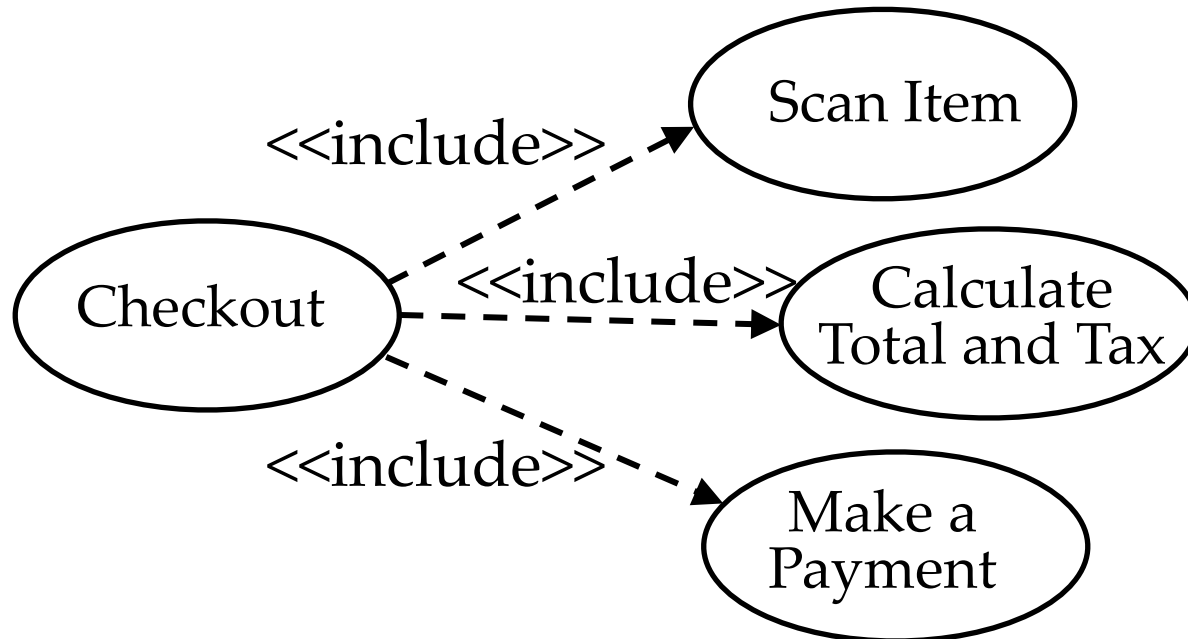 Scan Item
<<include>>
<<include>>
Checkout
Calculate
Total and Tax
<<include>>
Make a
Payment